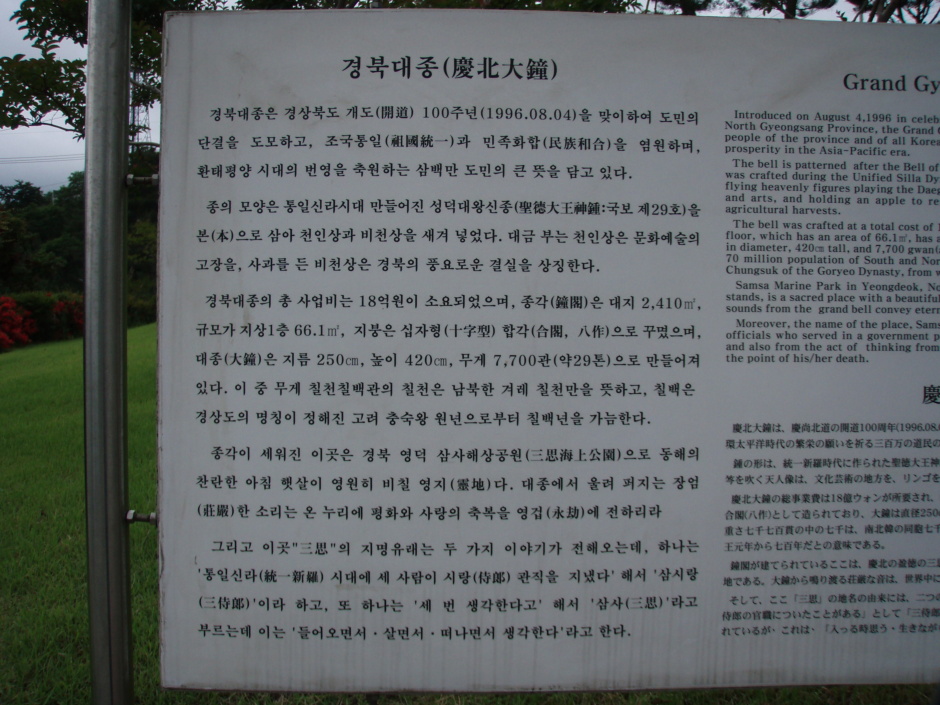 경북대종(慶北大鐘)
경북대종은 경상북도 개도(開道) 100주년(1996.08.04)을 맞이하여 도민의
단결을 도모하고, 조국통일(祖國統一)과 민족화합(民族和合)을 염원하며,
환태평양 시대의 번영을 축원하는 삼백만 도민의 큰 뜻을 담고 있다.
종의 모양은 통일신라시대 만들어진 성덕대왕신종(聖德大王神鍾:국보 제29호)을
본(本)으로 삼아 천인상과 비천상을 새겨 넣었다. 대금 부는 천인상은 문화예술의
고장을, 사과를 든 비천상은 경북의 풍요로운 결실을 상징한다.
경북대종의 총 사업비는 18억원이 소요되었으며, 종각(鐘閣)은 대지 2,410㎡,
규모가 지상1층 66.1㎡, 지붕은 십자형(十字型) 합각(合閣, 八作)으로 꾸몄으며,
대종(大鐘)은 지름 250㎝, 높이 420㎝, 무게 7,700관(약29톤)으로 만들어져
있다. 이 중 무게 칠천칠백관의 칠천은 남북한 겨레 칠천만을 뜻하고, 칠백은
경상도의 명칭이 정해진 고려 충숙왕 원년으로부터 칠백년을 가늠한다.
종각이 세워진 이곳은 경북 영덕 삼사해상공원(三思海上公園)으로 동해의
찬란한 아침 햇살이 영원히 비칠 영지(靈地)다. 대종에서 울려 퍼지는 장엄
(莊嚴)한 소리는 온 누리에 평화와 사랑의 축복을 영겁(永劫)에 전하리라
그리고 이곳"三思"의 지명유래는 두 가지 이야기가 전해오는데, 하나는
'통일신라(統一新羅) 시대에 세 사람이 시랑(侍郞) 관직을 지냈다' 해서 '삼시랑
(三侍郞)'이라 하고, 또 하나는 '세 번 생각한다고' 해서 '삼사(三思)'라고
부르는데 이는 '들어오면서·살면서·떠나면서 생각한다'라고 한다.
Grand Gy
Introduced on August 4,1996 in celeb
North Gyeongsang Province, the Grand
people of the province and of all Korea
prosperity in the Asia-Pacific era.
The bell is patterned after the Bell of
was crafted during the Unified Silla Dy
flying heavenly figures playing the Daeg
and arts, and holding an apple to re
agricultural harvests.
The bell was crafted at a total cost of 1
floor, which has an area of 66.1㎡, has a
in diameter, 420㎝ tall, and 7,700 gwan(
70 million population of South and Nor
Chungsuk of the Goryeo Dynasty, from w
Samsa Marine Park in Yeongdeok, No
stands, is a sacred place with a beautiful
sounds from the grand bell convey etern
Moreover, the name of the place, Sams
officials who served in a government p
and also from the act of thinking from
the point of his/her death.
慶
慶北大鐘は、慶尙北道の開道100周年(1996.08.
環太平洋時代の繁栄の願いを祈る三百万の道民の
鍾の形は、統一新羅時代に作られた聖徳大王神
等を吹く天人像は、文化芸術の地方を、リンゴを
慶北大鐘の総事業費は18億ウォンが所要され、
合閣(八作)として造られており、大鐘は直径250c
重さ七千七百貫の中の七千は、南北韓の同胞七千
王元年から七百年だとの意味である。
鐘閣が建てられているここは、慶北の盈徳の三思
地である。大鐘から鳴り渡る荘厳な音は、世界中に
そして、ここ「三思」の地名の由来には、二つの
侍郎の官職についたことがある」として「三侍郎
れているが、これは、「入っる時思う・生きなが